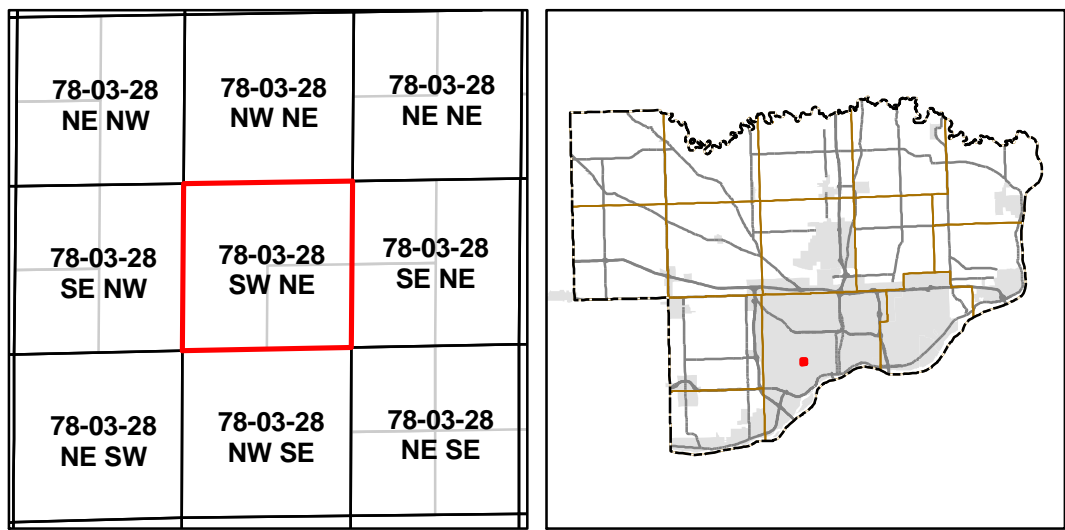 78-03-28
NE NW
78-03-28
NW NE
78-03-28
NE NE
78-03-28
SE NW
78-03-28
SW NE
78-03-28
SE NE
78-03-28
NE SW
78-03-28
NW SE
78-03-28
NE SE